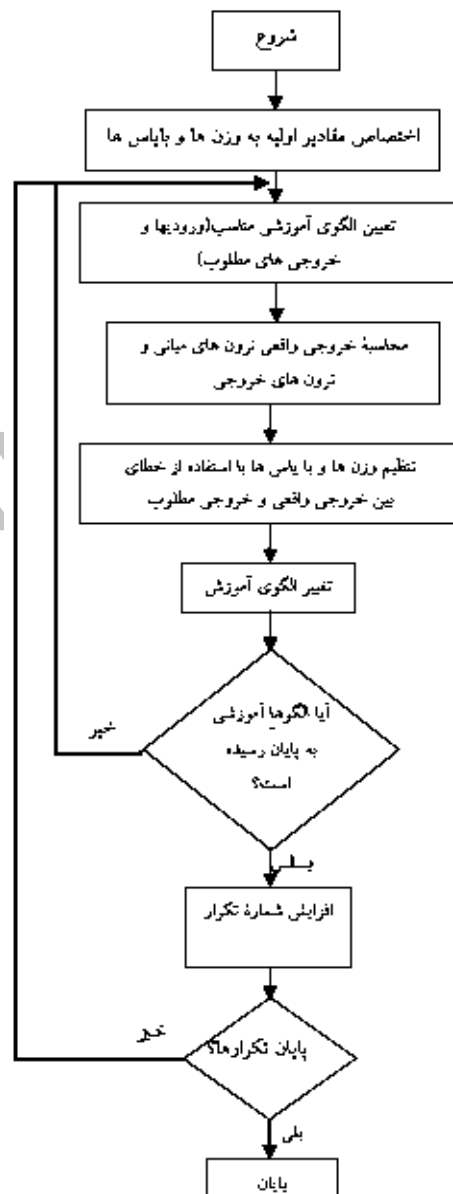 شروع
اختصاص مقادیر اولیه به وزن ها و بایاس ها
تعیین الگوی آموزشی مناسب(ورودیها و
خروجی های مطلوب)
محاسبهٔ خروجی واقعی نرون های میانی و
نرون های خروجی
تنظیم وزن ها و با یاس ها با استفاده از خطای
بین خروجی واقعی و خروجی مطلوب
تغییر الگوی آموزش
آیا الگوها آموزشی
به پایان رسیده
است؟
خیر
بلی
افزایش شمارهٔ تکرار
پایان تکرارها؟
خیر
بلی
پایان